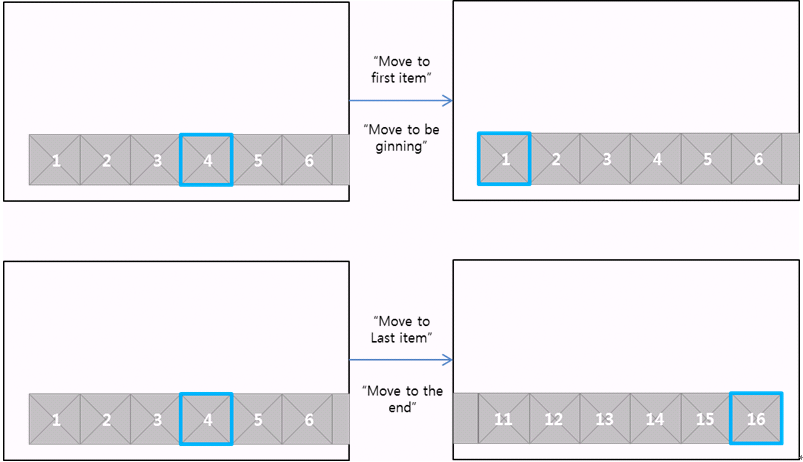 “Move to
first item”
“Move to be
ginning”
1 2 3 4 5 6
1 2 3 4 5 6
“Move to
Last item”
“Move to the
end”
1 2 3 4 5 6
11 12 13 14 15 16